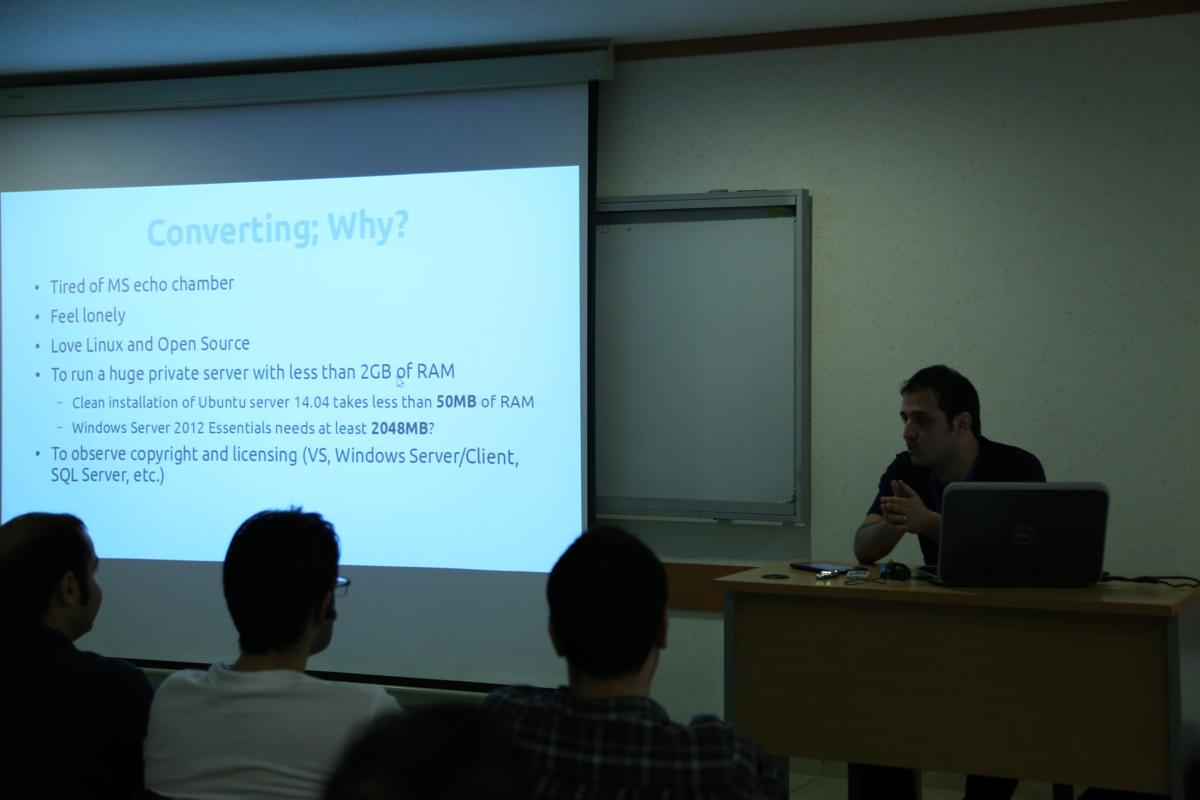 Converting; Why?
• Tired of MS echo chamber
• Feel lonely
• Love Linux and Open Source
• To run a huge private server with less than 2GB of RAM
– Clean installation of Ubuntu server 14.04 takes less than 50MB of RAM
– Windows Server 2012 Essentials needs at least 2048MB?
• To observe copyright and licensing (VS, Windows Server/Client,
SQL Server, etc.)
DELL